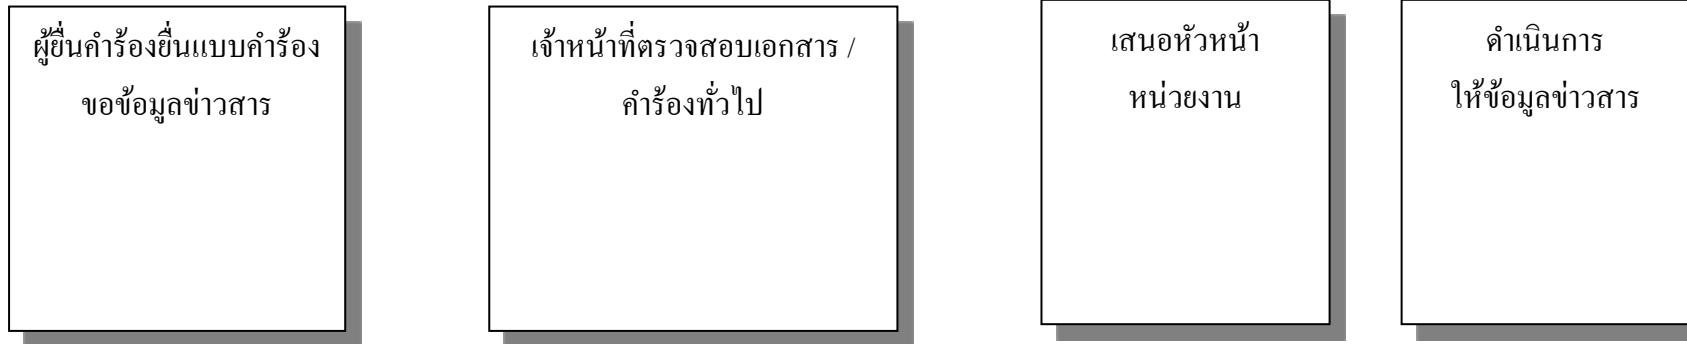 ผู้ยื่นคำร้องยื่นแบบคำร้อง
ขอข้อมูลข่าวสาร
เจ้าหน้าที่ตรวจสอบเอกสาร /
คำร้องทั่วไป
เสนอหัวหน้า
หน่วยงาน
ดำเนินการ
ให้ข้อมูลข่าวสาร